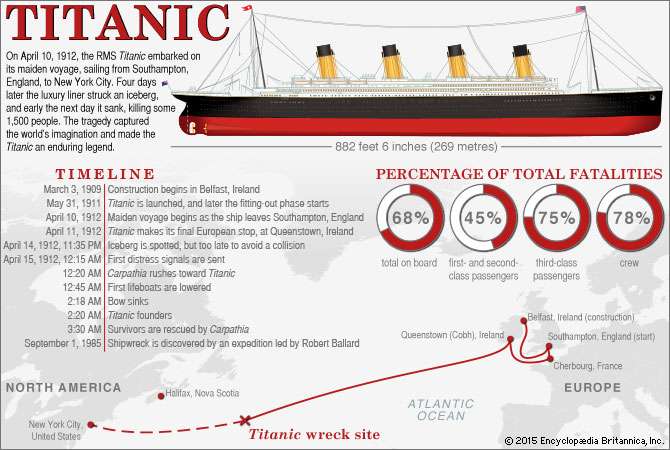 TITANIC
On April 10, 1912, the RMS Titanic embarked on
its maiden voyage, sailing from Southampton,
England, to New York City. Four days
later the luxury liner struck an iceberg,
and early the next day it sank, killing some
1,500 people. The tragedy captured
the world's imagination and made the
Titanic an enduring legend.
882 feet 6 inches (269 metres)
TIMELINE
March 3, 1909 Construction begins in Belfast, Ireland
May 31, 1911 Titanic is launched, and later the fitting-out phase starts
April 10, 1912 Maiden voyage begins as the ship leaves Southampton, England
April 11, 1912 Titanic makes its final European stop, at Queenstown, Ireland
April 14, 1912, 11:35 PM Iceberg is spotted, but too late to avoid a collision
April 15, 1912, 12:15 AM First distress signals are sent
12:20 AM Carpathia rushes toward Titanic
12:45 AM First lifeboats are lowered
2:18 AM Bow sinks
2:20 AM Titanic founders
3:30 AM Survivors are rescued by Carpathia
September 1, 1985 Shipwreck is discovered by an expedition led by Robert Ballard
PERCENTAGE OF TOTAL FATALITIES
68% 45% 75% 78%
total on board
first- and second-
class passengers
third-class
passengers
crew
Belfast, Ireland (construction)
Queenstown (Cobh), Ireland
Southampton, England (start)
Cherbourg, France
NORTH AMERICA
Halifax, Nova Scotia
ATLANTIC
OCEAN
EUROPE
New York City,
United States
Titanic wreck site
© 2015 Encyclopædia Britannica, Inc.